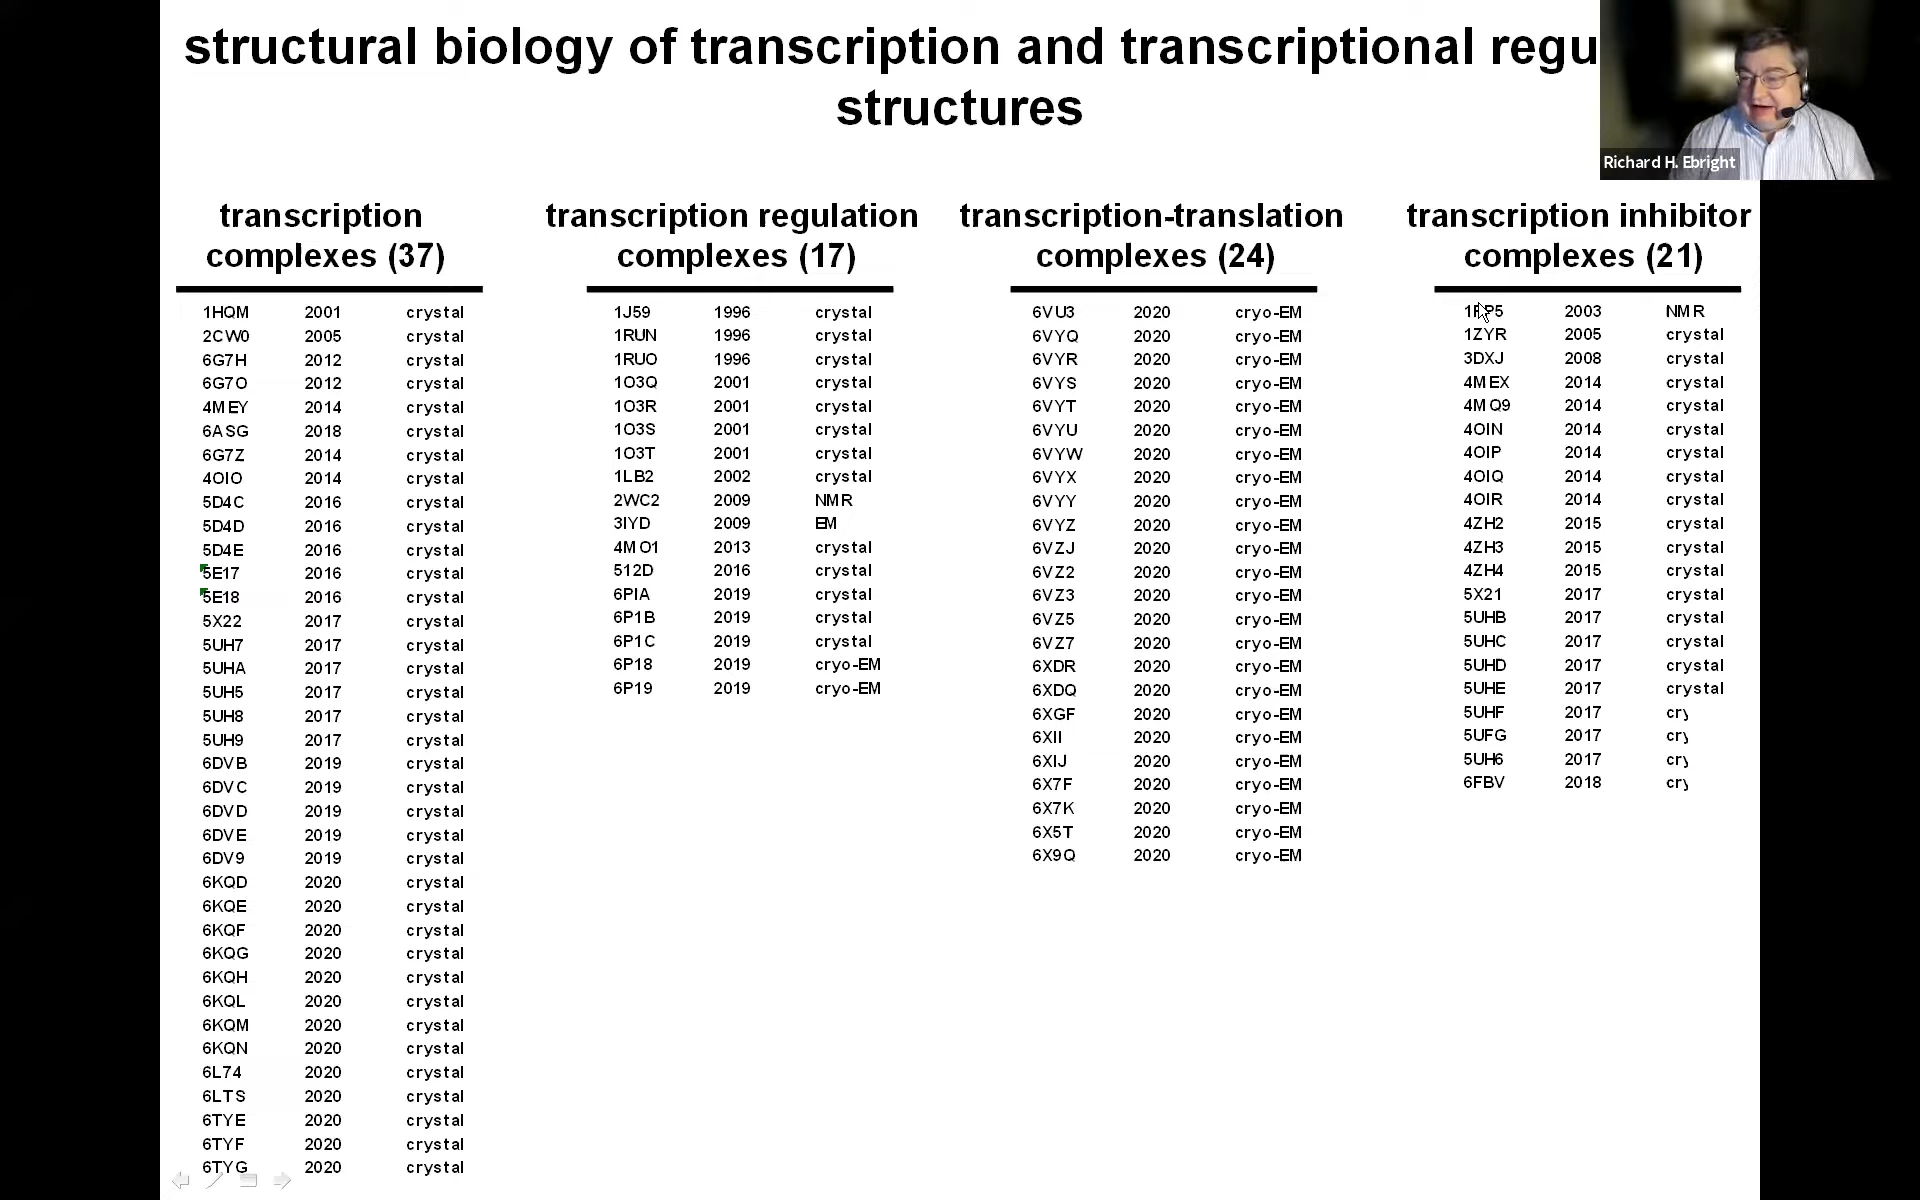 structural biology of transcription and transcriptional regu
structures
Richard H. Ebright
transcription
complexes (37)
1HQM 2001 crystal
2CW0 2005 crystal
6G7H 2012 crystal
6G7O 2012 crystal
4MEY 2014 crystal
6ASG 2018 crystal
6G7Z 2014 crystal
4OIO 2014 crystal
5D4C 2016 crystal
5D4D 2016 crystal
5D4E 2016 crystal
5E17 2016 crystal
5E18 2016 crystal
5X22 2017 crystal
5UH7 2017 crystal
5UHA 2017 crystal
5UH5 2017 crystal
5UH8 2017 crystal
5UH9 2017 crystal
6DVB 2019 crystal
6DVC 2019 crystal
6DVD 2019 crystal
6DVE 2019 crystal
6DV9 2019 crystal
6KQD 2020 crystal
6KQE 2020 crystal
6KQF 2020 crystal
6KQG 2020 crystal
6KQH 2020 crystal
6KQL 2020 crystal
6KQM 2020 crystal
6KQN 2020 crystal
6L74 2020 crystal
6LTS 2020 crystal
6TYE 2020 crystal
6TYF 2020 crystal
6TYG 2020 crystal
transcription regulation
complexes (17)
1J59 1996 crystal
1RUN 1996 crystal
1RUO 1996 crystal
1O3Q 2001 crystal
1O3R 2001 crystal
1O3S 2001 crystal
1O3T 2001 crystal
1LB2 2002 crystal
2WC2 2009 NMR
3IYD 2009 EM
4MO1 2013 crystal
512D 2016 crystal
6PIA 2019 crystal
6P1B 2019 crystal
6P1C 2019 crystal
6P18 2019 cryo-EM
6P19 2019 cryo-EM
transcription-translation
complexes (24)
6VU3 2020 cryo-EM
6VYQ 2020 cryo-EM
6VYR 2020 cryo-EM
6VYS 2020 cryo-EM
6VYT 2020 cryo-EM
6VYU 2020 cryo-EM
6VYW 2020 cryo-EM
6VYX 2020 cryo-EM
6VYY 2020 cryo-EM
6VYZ 2020 cryo-EM
6VZJ 2020 cryo-EM
6VZ2 2020 cryo-EM
6VZ3 2020 cryo-EM
6VZ5 2020 cryo-EM
6VZ7 2020 cryo-EM
6XDR 2020 cryo-EM
6XDQ 2020 cryo-EM
6XGF 2020 cryo-EM
6XII 2020 cryo-EM
6XIJ 2020 cryo-EM
6X7F 2020 cryo-EM
6X7K 2020 cryo-EM
6X5T 2020 cryo-EM
6X9Q 2020 cryo-EM
transcription inhibitor
complexes (21)
2003 NMR
1ZYR 2005 crystal
3DXJ 2008 crystal
4MEX 2014 crystal
4MQ9 2014 crystal
4OIN 2014 crystal
4OIP 2014 crystal
4OIQ 2014 crystal
4OIR 2014 crystal
4ZH2 2015 crystal
4ZH3 2015 crystal
4ZH4 2015 crystal
5X21 2017 crystal
5UHB 2017 crystal
5UHC 2017 crystal
5UHD 2017 crystal
5UHE 2017 crystal
5UHF 2017 cry
5UFG 2017 cry
5UH6 2017 cry
6FBV 2018 cry